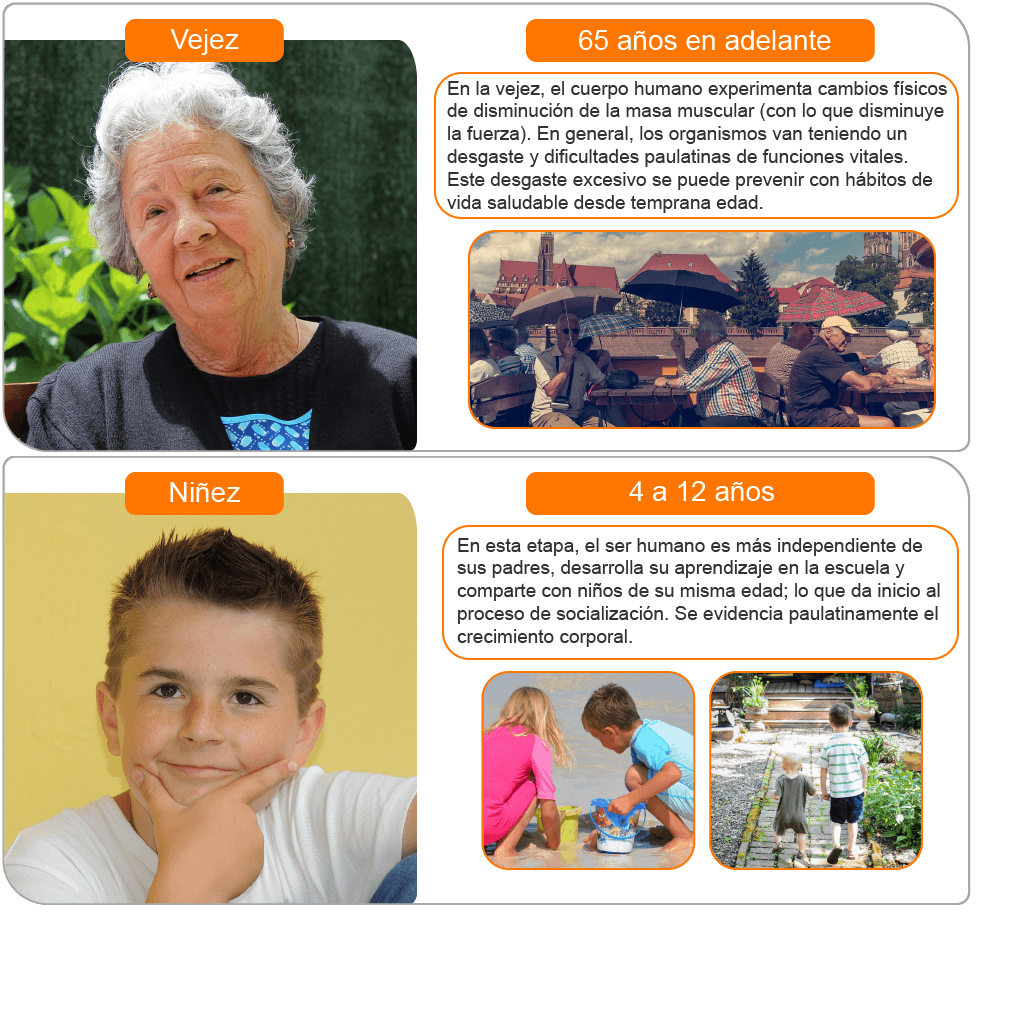 Vejez
65 años en adelante
En la vejez, el cuerpo humano experimenta cambios físicos
de disminución de la masa muscular (con lo que disminuye
la fuerza). En general, los organismos van teniendo un
desgaste y dificultades paulatinas de funciones vitales.
Este desgaste excesivo se puede prevenir con hábitos de
vida saludable desde temprana edad.
Niñez
4 a 12 años
En esta etapa, el ser humano es más independiente de
sus padres, desarrolla su aprendizaje en la escuela y
comparte con niños de su misma edad; lo que da inicio al
proceso de socialización. Se evidencia paulatinamente el
crecimiento corporal.